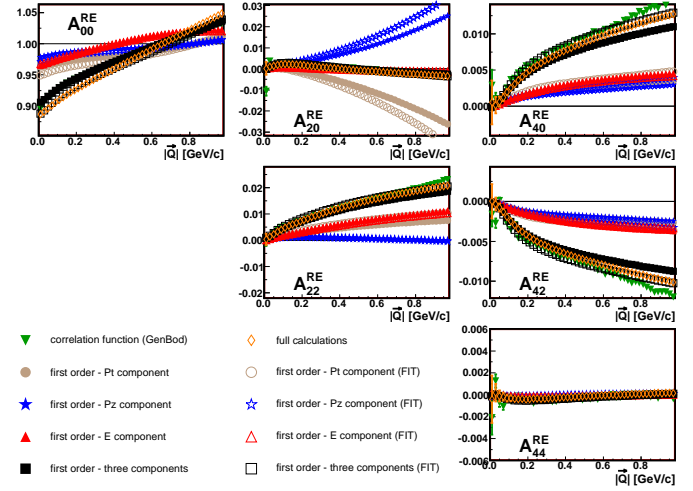 A00RE
1.00
0.95
0.90
0.0 0.2 0.4 0.6 0.8
|Q| [GeV/c]
0.03
0.02
0.01
-0.00
-0.01
-0.02
-0.03
A20RE
0.0 0.2 0.4 0.6 0.8
|Q| [GeV/c]
0.010
0.005
0.000
A40RE
0.0 0.2 0.4 0.6 0.8
|Q| [GeV/c]
0.02
0.01
0.00
-0.01
-0.02
A22RE
0.0 0.2 0.4 0.6 0.8
|Q| [GeV/c]
0.000
-0.005
-0.010
A42RE
0.0 0.2 0.4 0.6 0.8
|Q| [GeV/c]
0.006
0.004
0.002
0.000
-0.002
-0.004
-0.006
A44RE
0.0 0.2 0.4 0.6 0.8
|Q| [GeV/c]
correlation function (GenBod)
full calculations
first order - Pt component
first order - Pt component (FIT)
first order - Pz component
first order - Pz component (FIT)
first order - E component
first order - E component (FIT)
first order - three components
first order - three components (FIT)